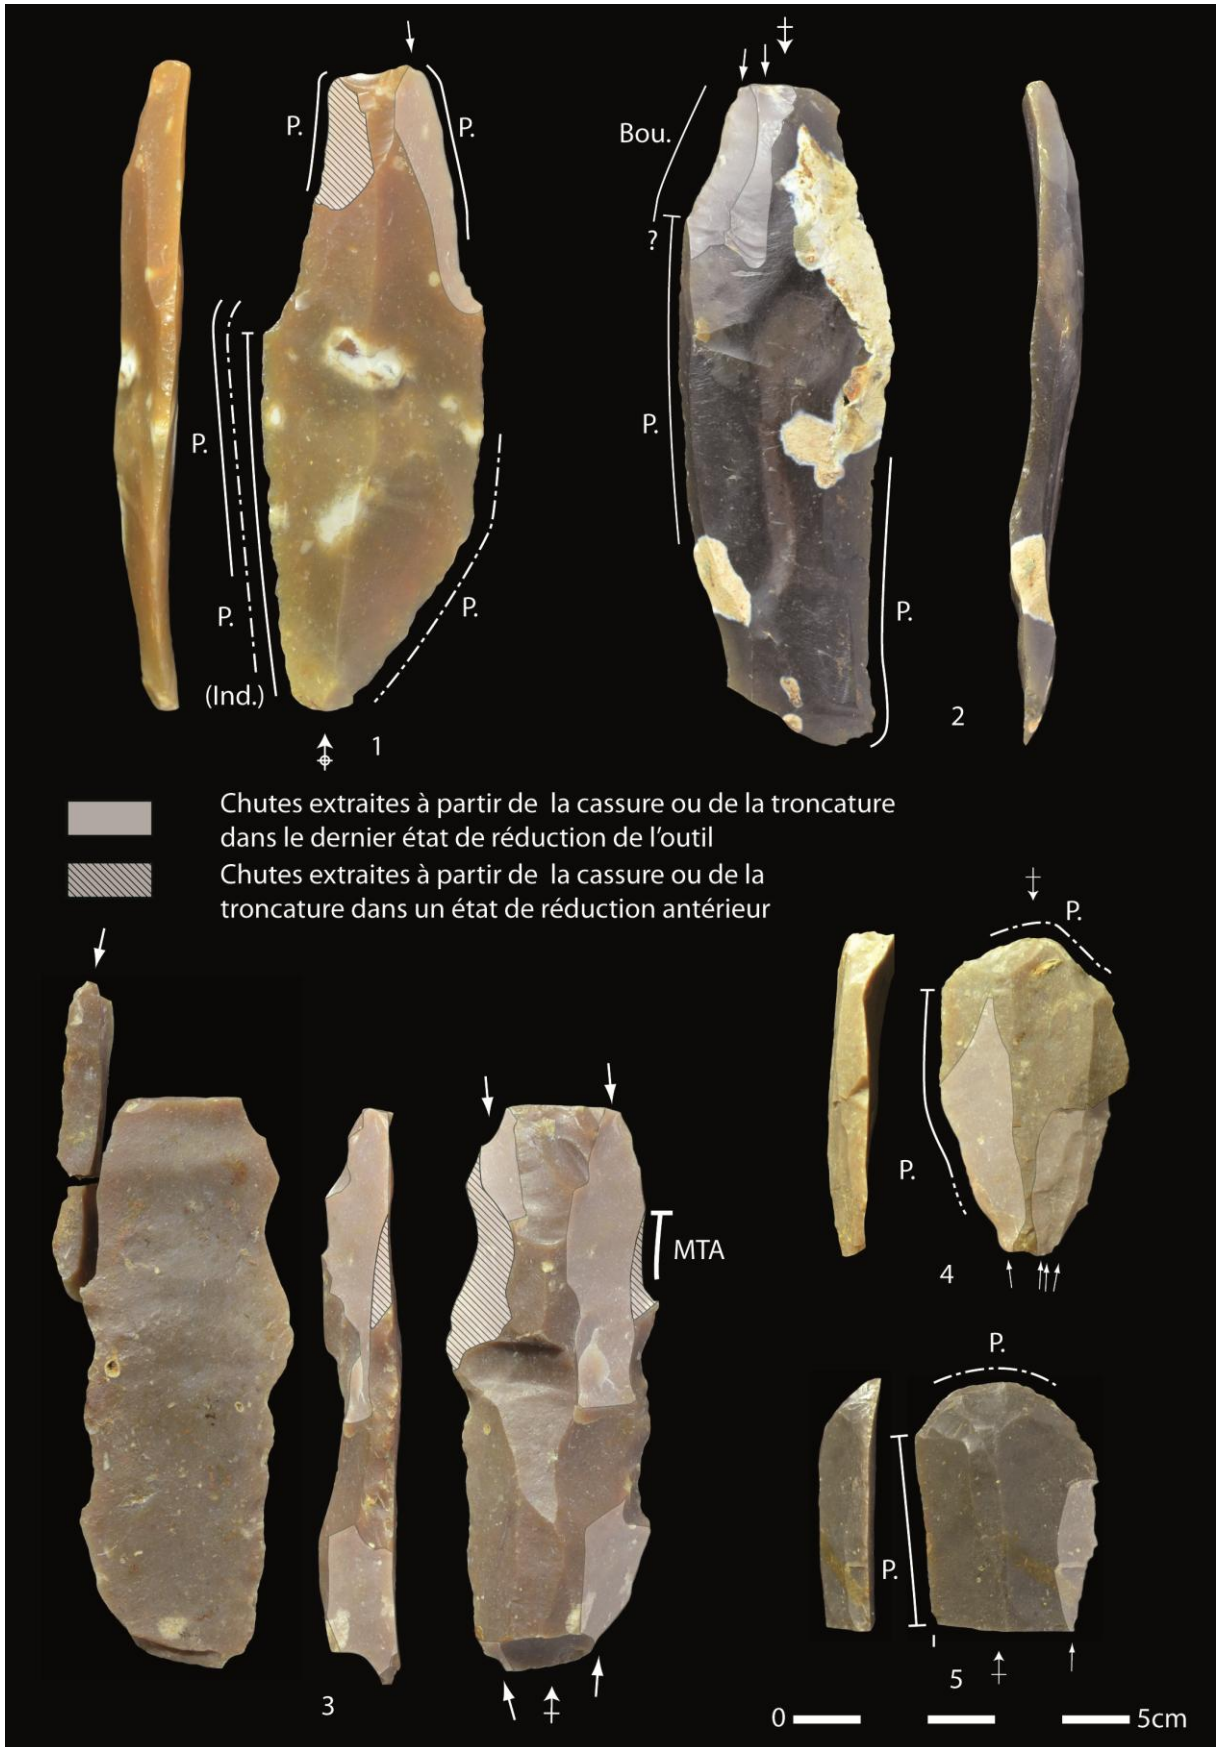 P.
P.
Bou.
?
P.
P.
P.
P.
P.
(Ind.)
1
2
Chutes extraites à partir de la cassure ou de la troncature
dans le dernier état de réduction de l'outil
Chutes extraites à partir de la cassure ou de la
troncature dans un état de réduction antérieur
P.
P.
MTA
4
P.
P.
3
5
0 5cm